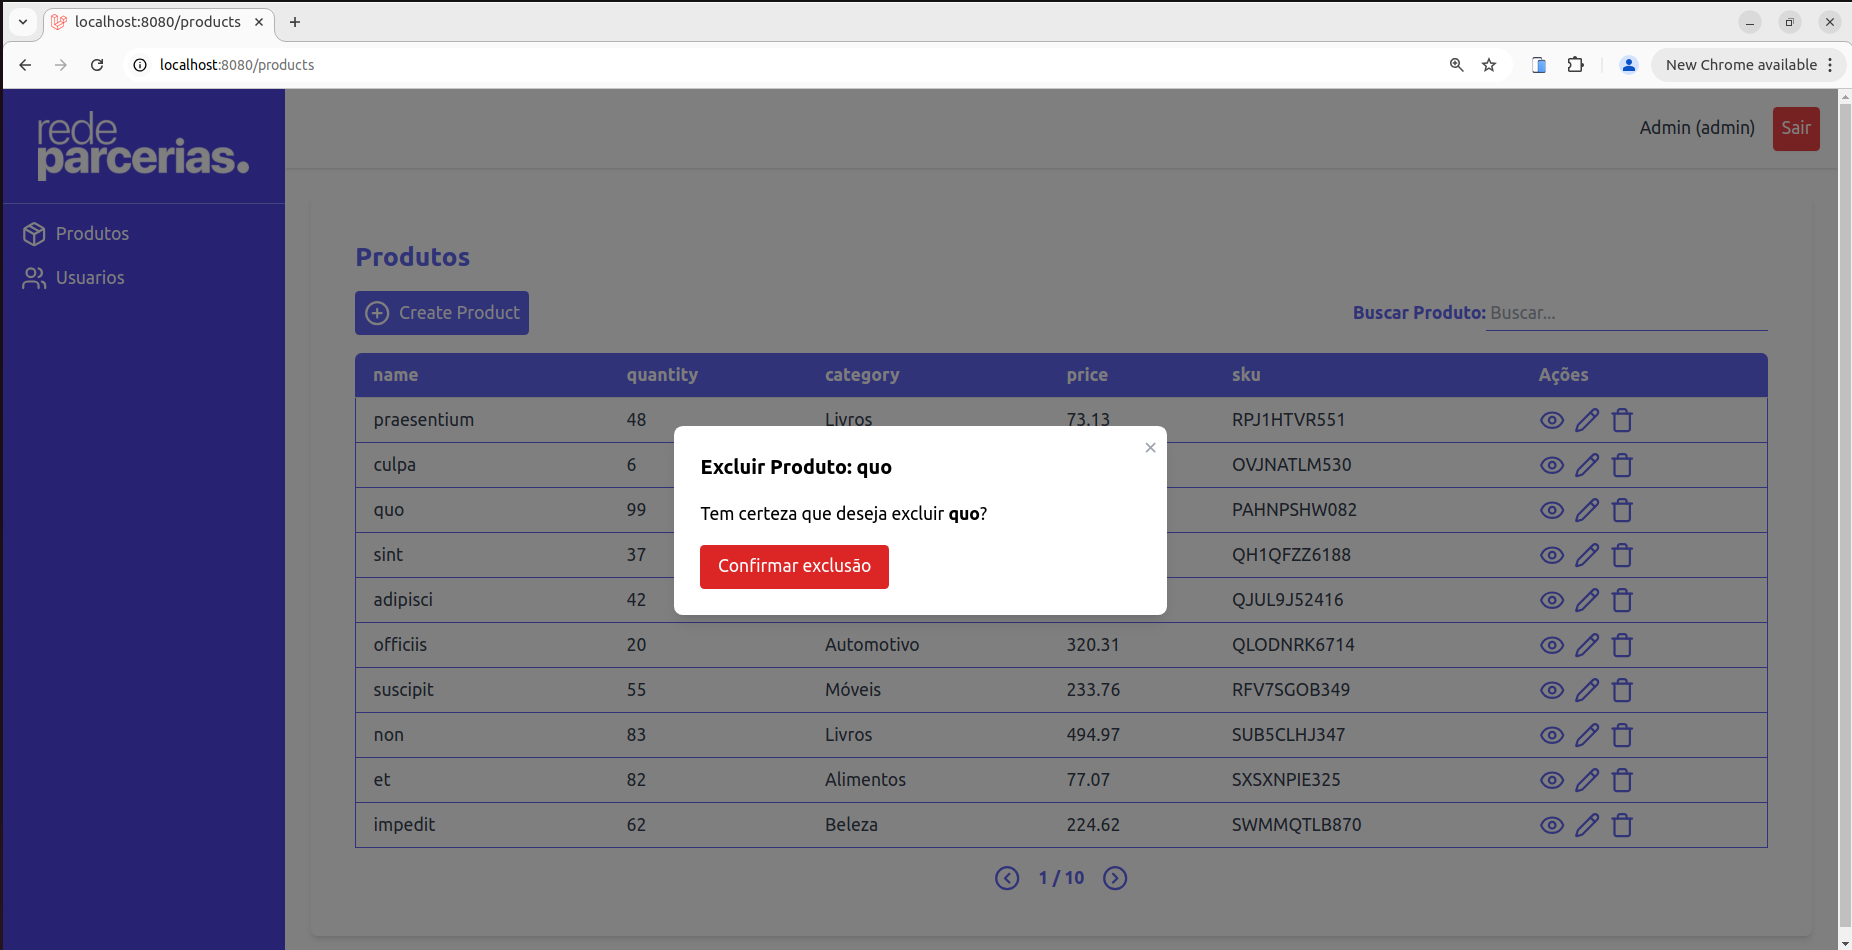 localhost:8080/products
localhost:8080/products
New Chrome available
rede
parcerias.
Admin (admin) Sair
Produtos
Usuarios
Produtos
Create Product
Buscar Produto: Buscar...
name quantity category price sku Ações
praesentium 48 Livros 73.13 RPJ1HTVR551
culpa 6 OVJNATLM530
quo 99 PAHNPSHW082
sint 37 QH1QFZZ6188
adipisci 42 QJUL9J52416
officiis 20 Automotivo 320.31 QLODNRK6714
suscipit 55 Móveis 233.76 RFV7SGOB349
non 83 Livros 494.97 SUB5CLHJ347
et 82 Alimentos 77.07 SXSXNPIE325
impedit 62 Beleza 224.62 SWMMQTLB870
1 / 10
Excluir Produto: quo
Tem certeza que deseja excluir quo?
Confirmar exclusão